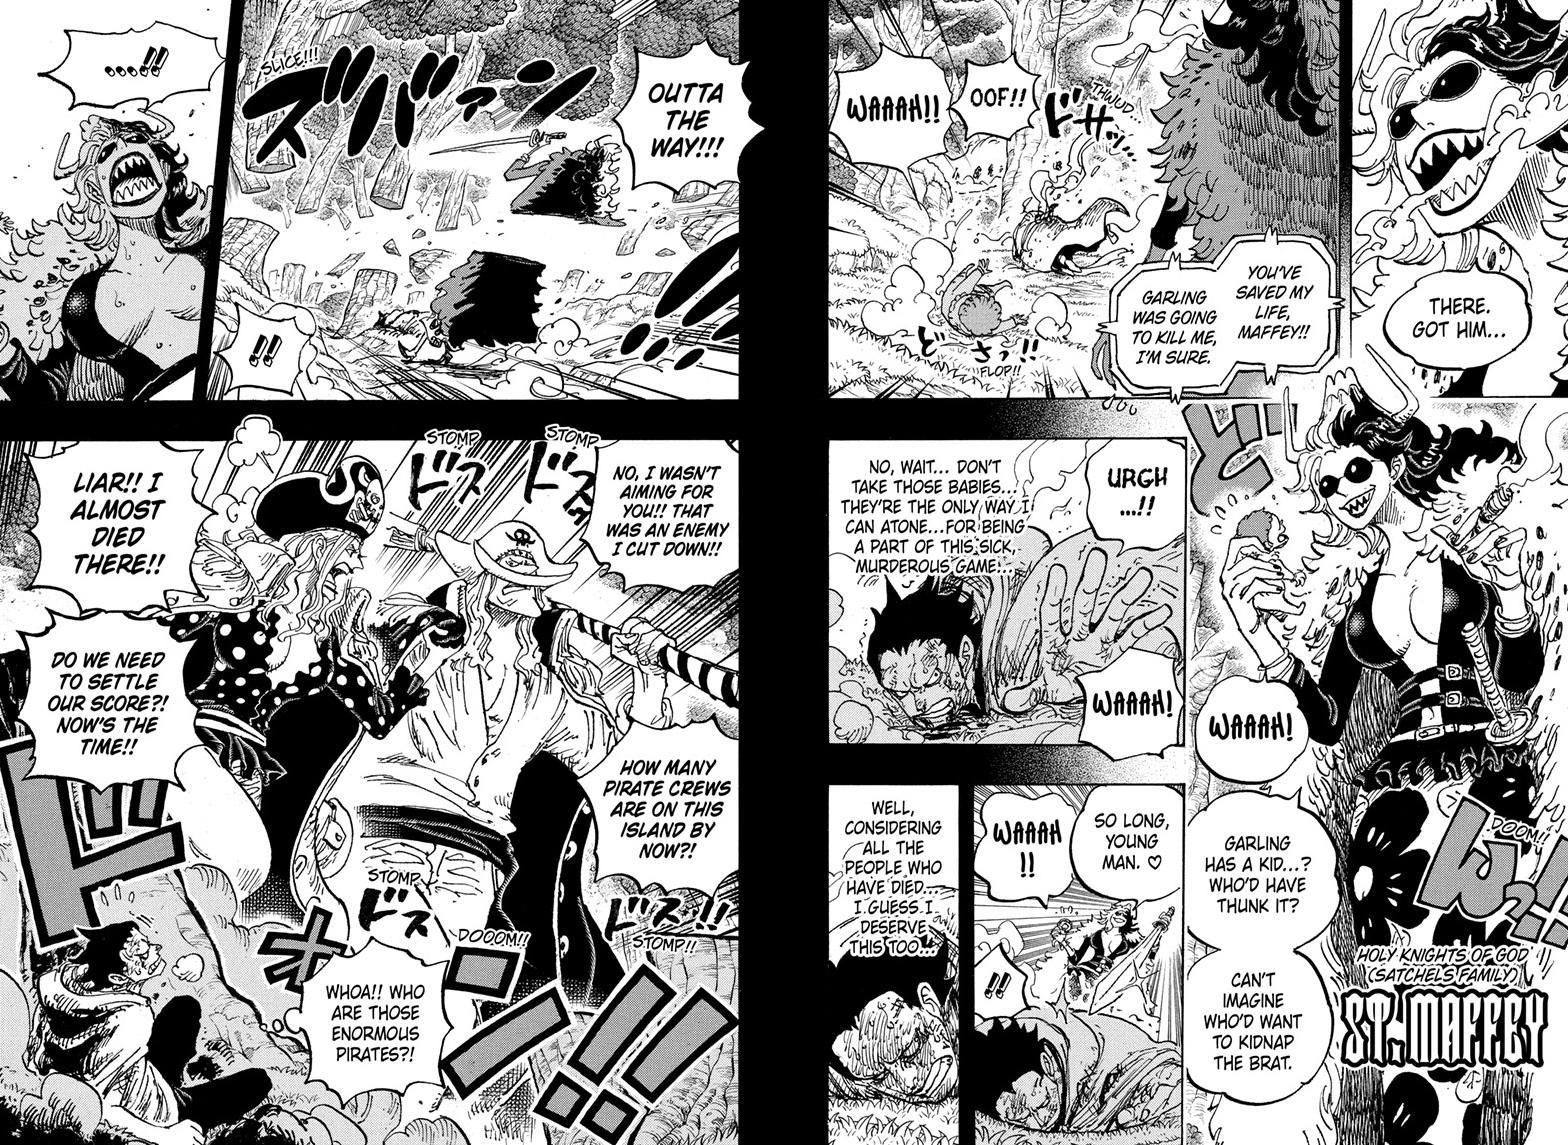 THERE.
GOT HIM...
YOU'VE
SAVED MY
LIFE,
MAFFEY!!
GARLING
WAS GOING
TO KILL ME,
I'M SURE.
THWUD...
ドサッ...
OOF!!
WAAAH!!
どさっ!!
FLOP!!
ドドン!!
DOOM!!
WAAAH!
GARLING
HAS A KID...?
WHO'D HAVE
THUNK IT?
CAN'T
IMAGINE
WHO'D WANT
TO KIDNAP
THE BRAT.
HOLY KNIGHTS OF GOD
(SATCHELS FAMILY)
ST. MAFFEY
URGH
...!!
NO, WAIT... DON'T
TAKE THOSE BABIES...
THEY'RE THE ONLY WAY I
CAN ATONE...FOR BEING
A PART OF THIS SICK,
MURDEROUS GAME!...
WAAAH!
SO LONG,
YOUNG
MAN. ♡
WAAAH
!!
!!
WELL,
CONSIDERING
ALL THE
PEOPLE WHO
HAVE DIED...
I GUESS I
DESERVE
THIS TOO...
OUTTA
THE
WAY!!!
SLICE!!!
ズバァン
!!
...!!
STOMP
ドス
STOMP
ドス
NO, I WASN'T
AIMING FOR
YOU!! THAT
WAS AN ENEMY
I CUT DOWN!!
LIAR!! I
ALMOST
DIED
THERE!!
DO WE NEED
TO SETTLE
OUR SCORE?!
NOW'S THE
TIME!!
HOW MANY
PIRATE CREWS
ARE ON THIS
ISLAND BY
NOW?!
STOMP
ドス
ドス!!
STOMP!!
DOOOM!!
ドォン!!
WHOA!! WHO
ARE THOSE
ENORMOUS
PIRATES?!